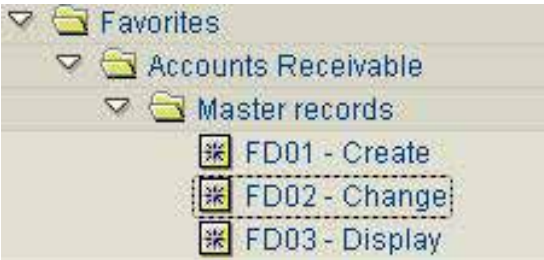 Favorites
Accounts Receivable
Master records
FD01 - Create
FD02 - Change
FD03 - Display